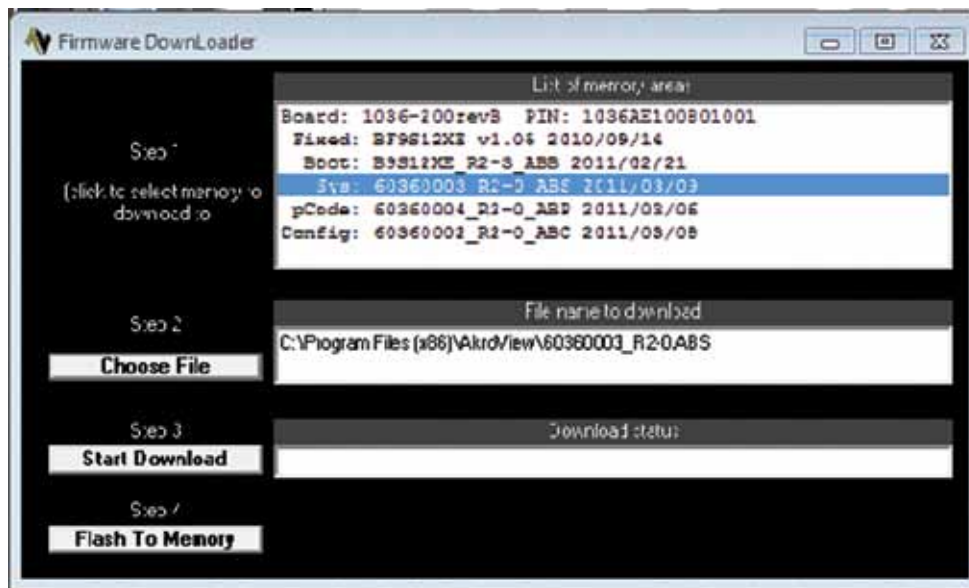 Firmware DownLoader
List of memory areas
Board: 1036-200revB PIN: 1036AE100801001
Fixed: BF9S12XE v1.06 2010/09/14
Boot: B9S12XE_R2-3_ABB 2011/02/21
Sys: 60360003_R2-0_ABS 2011/03/09
pCode: 60360004_R2-0_ABP 2011/03/06
Config: 60360002_R2-0_ABC 2011/03/08
Step 1
(click to select memory to
download to
Step 2
Choose File
File name to download
C:\Program Files (x86)\AkroView\60360003_R2-0.ABS
Step 3
Start Download
Download status
Step 4
Flash To Memory